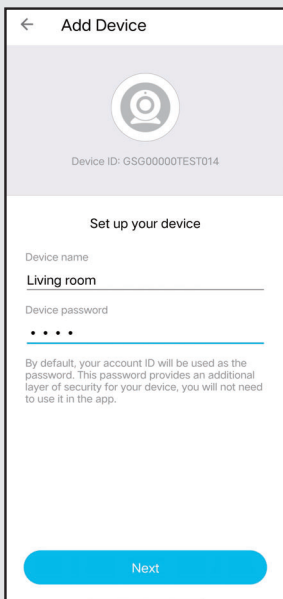 Add Device
Device ID: GSG00000TEST014
Set up your device
Device name
Living room
Device password
• • • •
By default, your account ID will be used as the
password. This password provides an additional
layer of security for your device, you will not need
to use it in the app.
Next